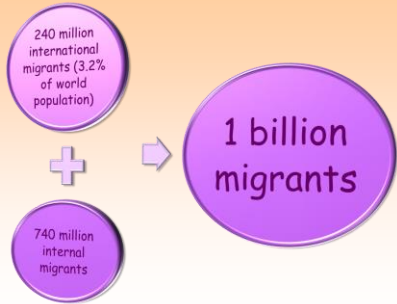 240 million
international
migrants (3.2%
of world
population)
740 million
internal
migrants
1 billion
migrants